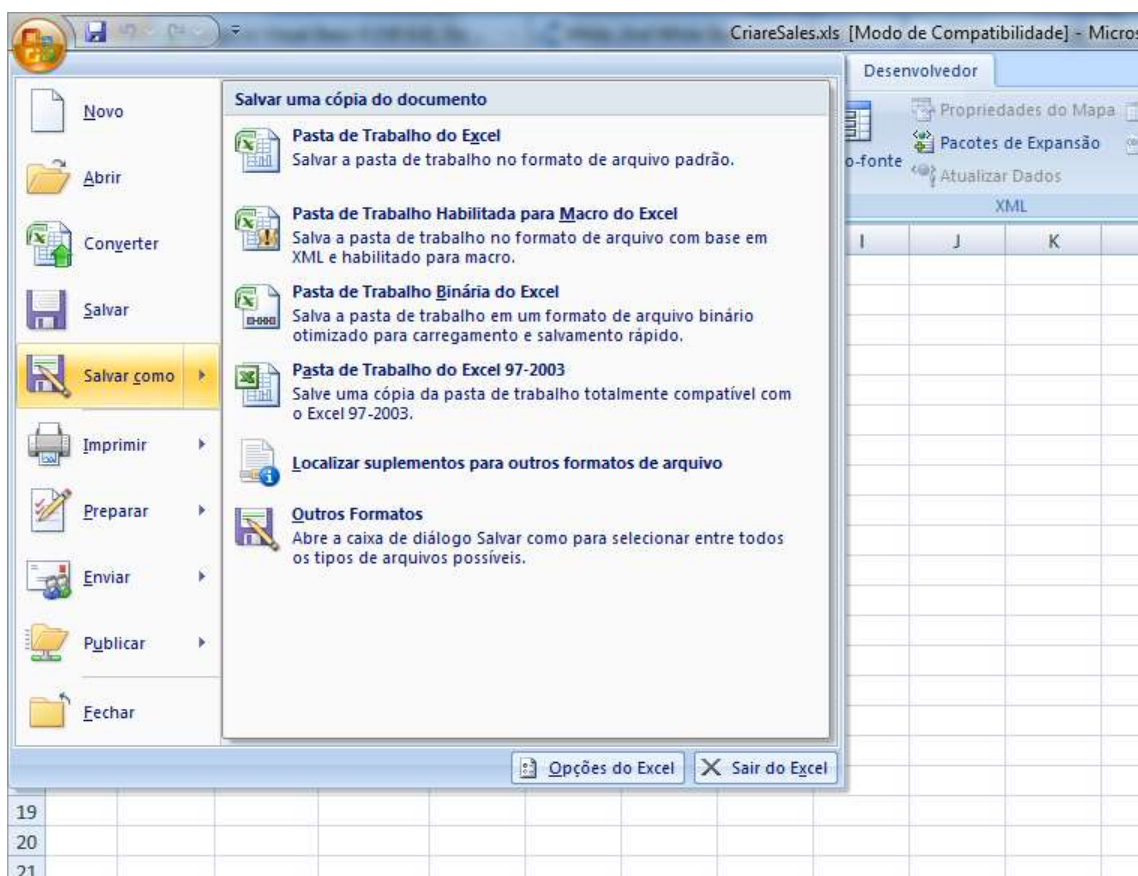 CriareSales.xls [Modo de Compatibilidade] - Micros
Desenvolvedor
Propriedades do Mapa
Pacotes de Expansão
o-fonte
Atualizar Dados
XML
I J K
Novo
Abrir
Converter
Salvar
Salvar como
Imprimir
Preparar
Enviar
Publicar
Fechar
Salvar uma cópia do documento
Pasta de Trabalho do Excel
Salvar a pasta de trabalho no formato de arquivo padrão.
Pasta de Trabalho Habilitada para Macro do Excel
Salva a pasta de trabalho no formato de arquivo com base em
XML e habilitado para macro.
Pasta de Trabalho Binária do Excel
Salva a pasta de trabalho em um formato de arquivo binário
otimizado para carregamento e salvamento rápido.
Pasta de Trabalho do Excel 97-2003
Salve uma cópia da pasta de trabalho totalmente compatível com
o Excel 97-2003.
Localizar suplementos para outros formatos de arquivo
Outros Formatos
Abre a caixa de diálogo Salvar como para selecionar entre todos
os tipos de arquivos possíveis.
Opções do Excel
Sair do Excel
19
20
21